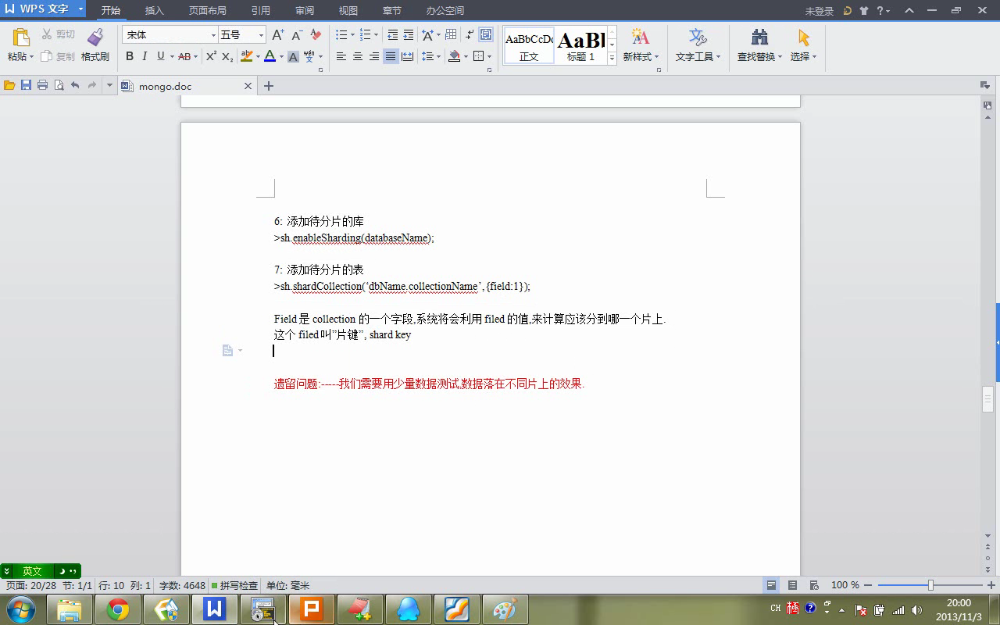 WPS 文字
开始 插入 页面布局 引用 审阅 视图 章节 办公空间 未登录
粘贴 剪切 复制 格式刷
宋体 五号
AaBbCcDc 正文
AaBl 标题 1
新样式 文字工具 查找替换 选择
mongo.doc
6: 添加待分片的库
>sh.enableSharding(databaseName);
7: 添加待分片的表
>sh.shardCollection(‘dbName.collectionName’,{field:1});
Field 是 collection 的一个字段,系统将会利用 filed 的值,来计算应该分到哪一个片上.
这个 filed 叫”片键”, shard key
遗留问题:-----我们需要用少量数据测试,数据落在不同片上的效果.
英文
页面: 20/28 节: 1/1 行: 10 列: 1 字数: 4648 拼写检查 单位: 毫米 100 %
CH
20:00
2013/11/3